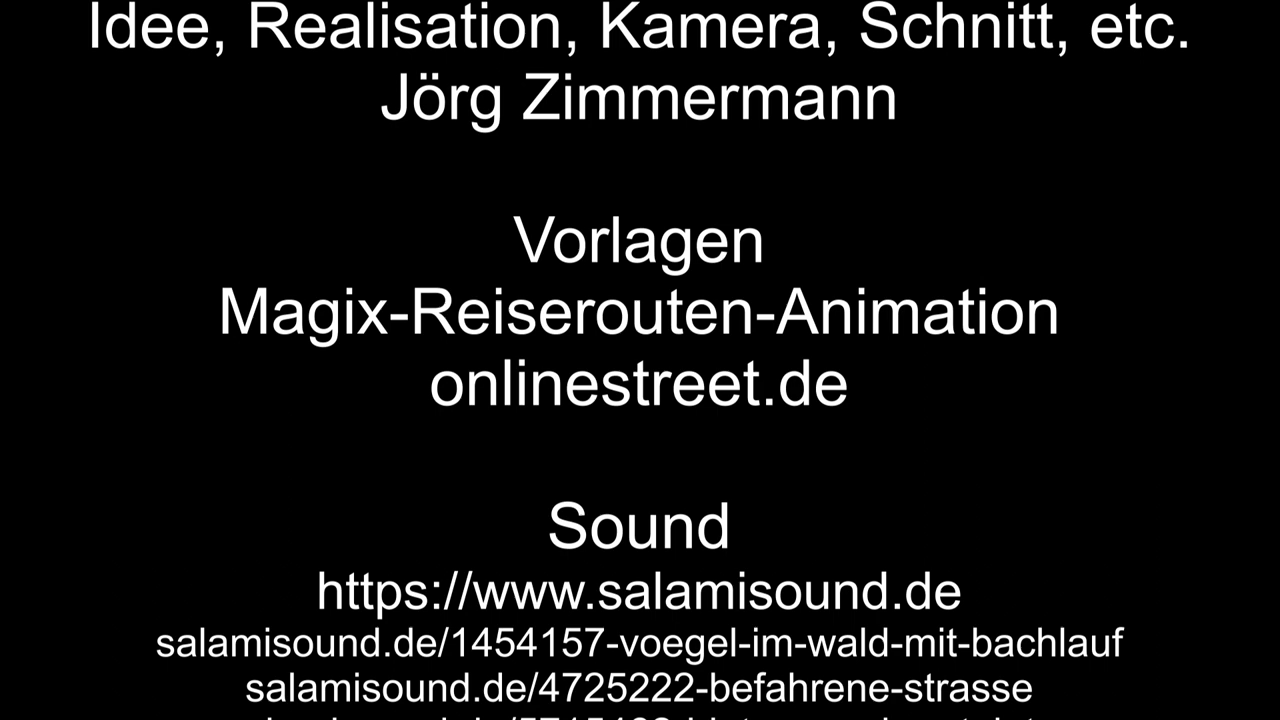 Idee, Realisation, Kamera, Schnitt, etc.
Jörg Zimmermann
Vorlagen
Magix-Reiserouten-Animation
onlinestreet.de
Sound
https://www.salamisound.de
salamisound.de/1454157-voegel-im-wald-mit-bachlauf
salamisound.de/4725222-befahrene-strasse